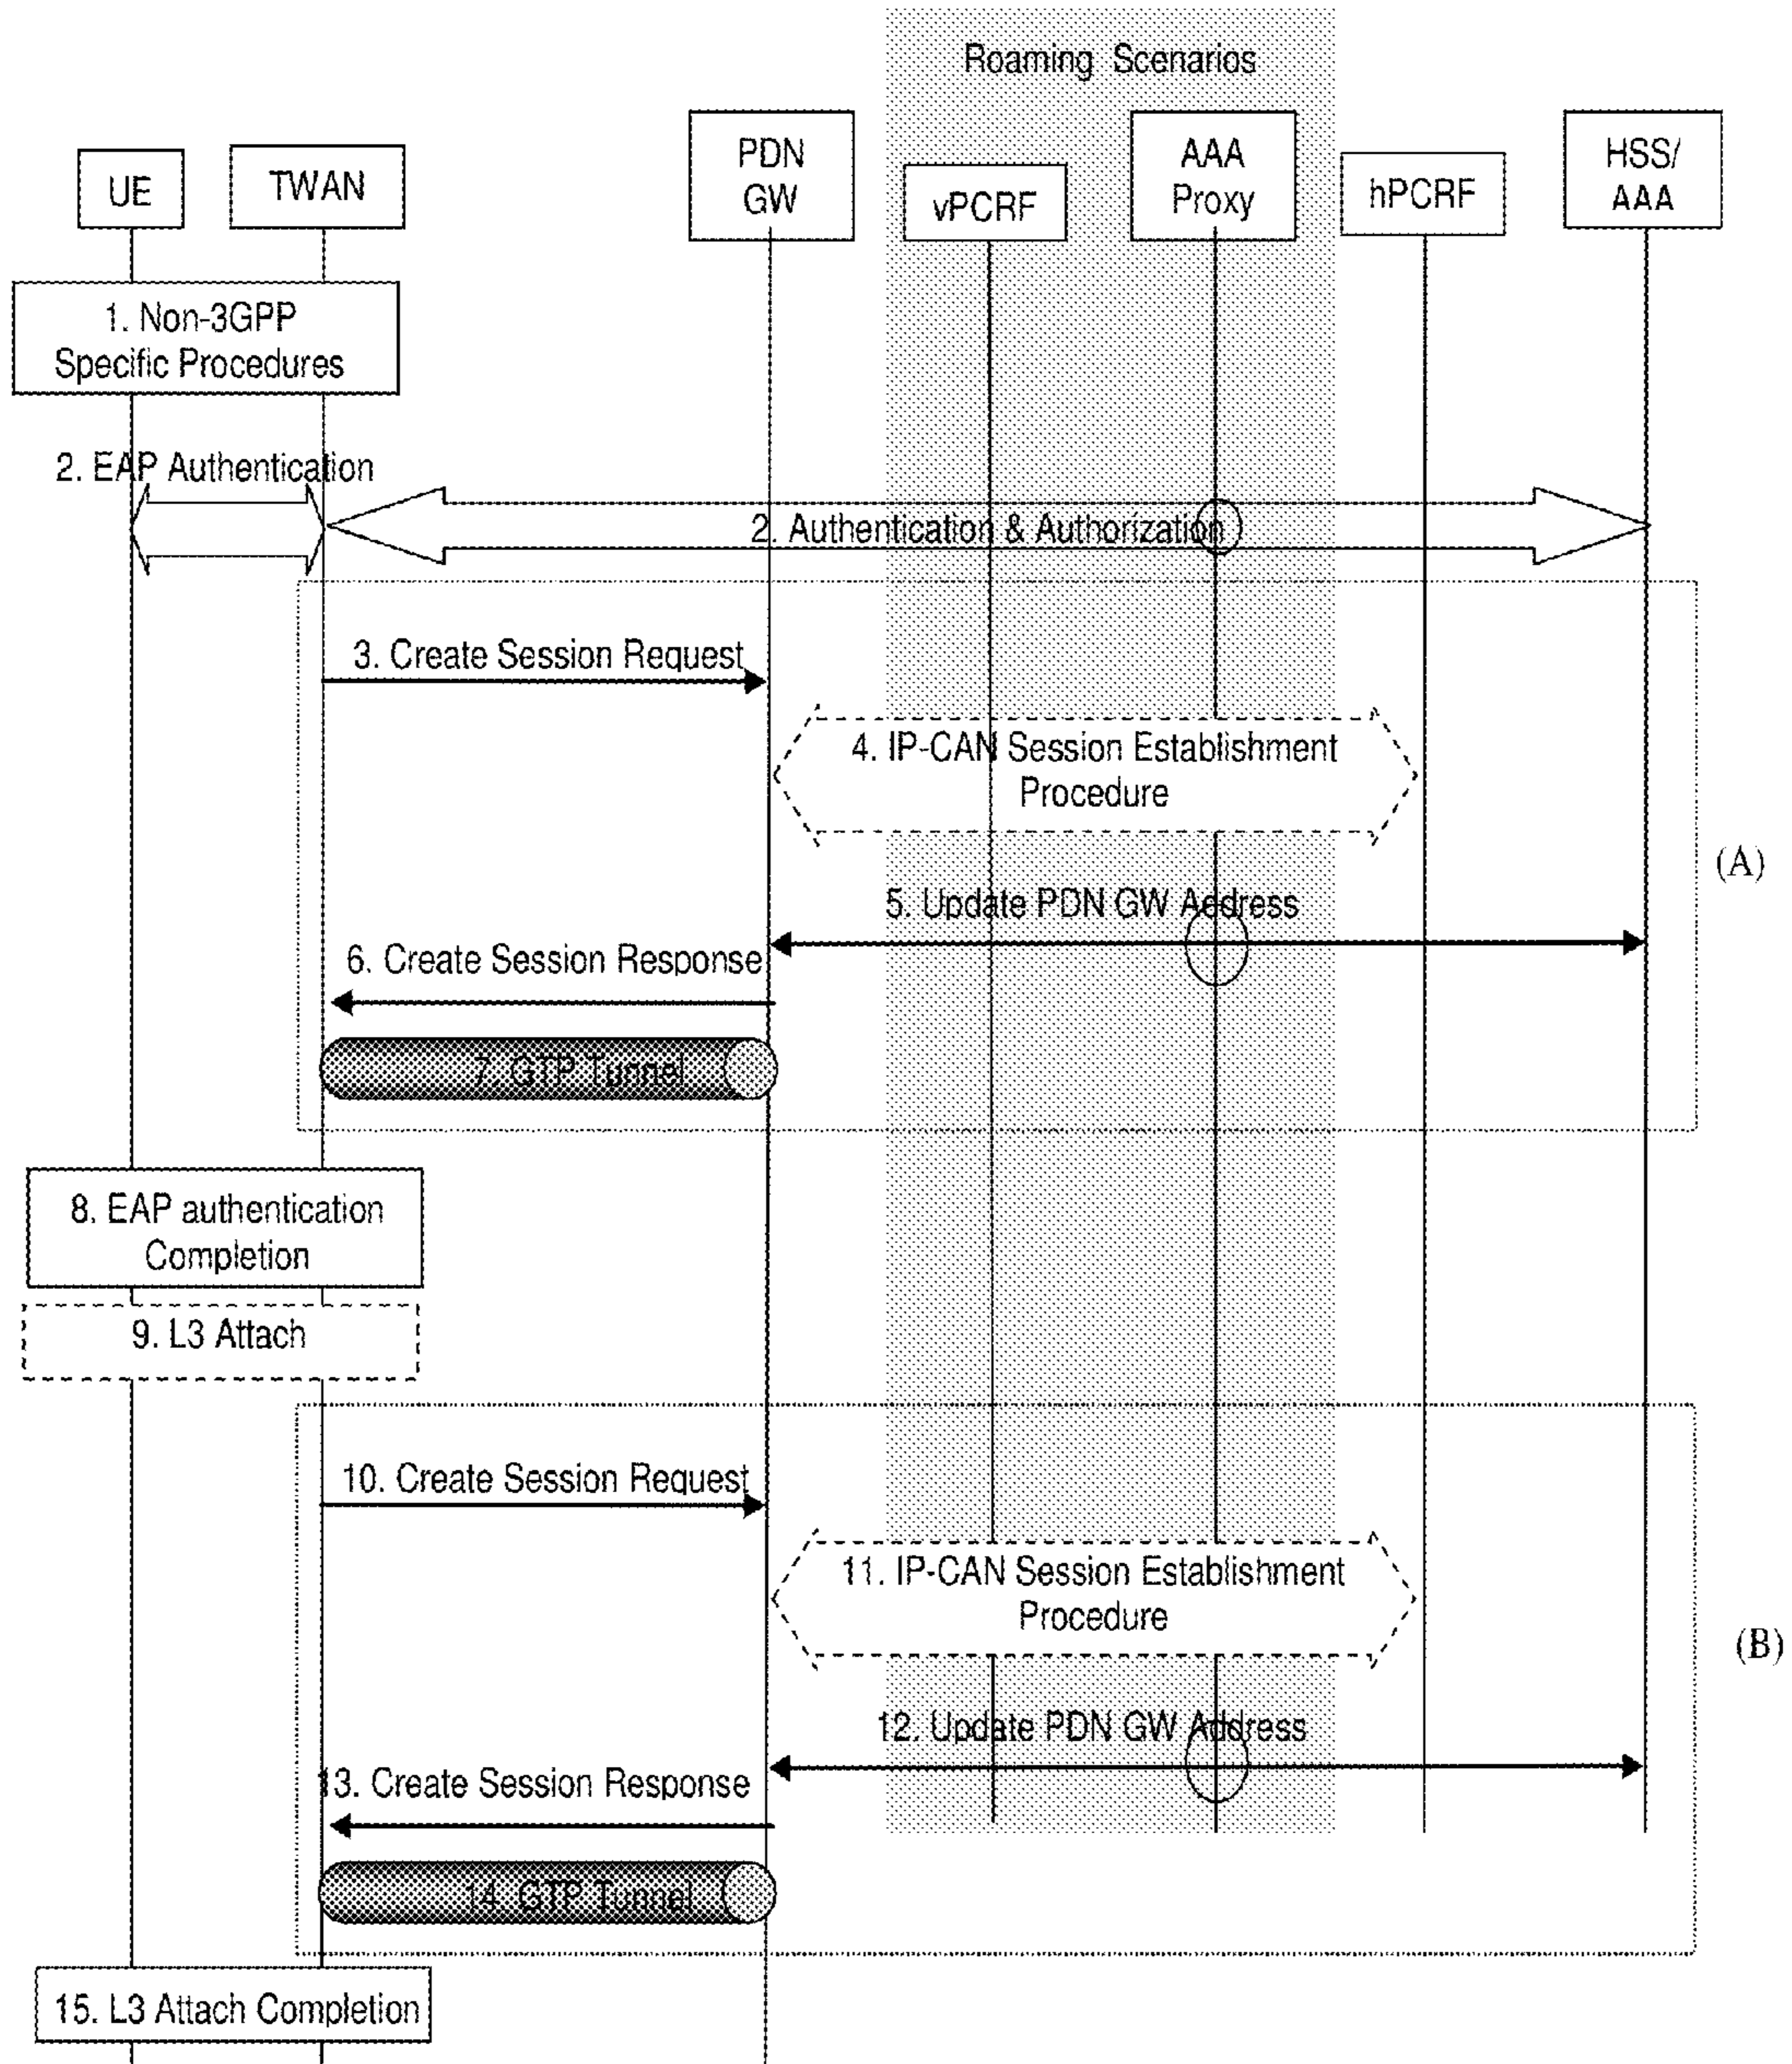 Roaming Scenarios
UE
TWAN
PDN
GW
vPCRF
AAA
Proxy
hPCRF
HSS/
AAA
1. Non-3GPP
Specific Procedures
2. EAP Authentication
2. Authentication & Authorization
3. Create Session Request
4. IP-CAN Session Establishment
Procedure
(A)
5. Update PDN GW Address
6. Create Session Response
7. GTP Tunnel
8. EAP authentication
Completion
9. L3 Attach
10. Create Session Request
11. IP-CAN Session Establishment
Procedure
(B)
12. Update PDN GW Address
13. Create Session Response
14. GTP Tunnel
15. L3 Attach Completion